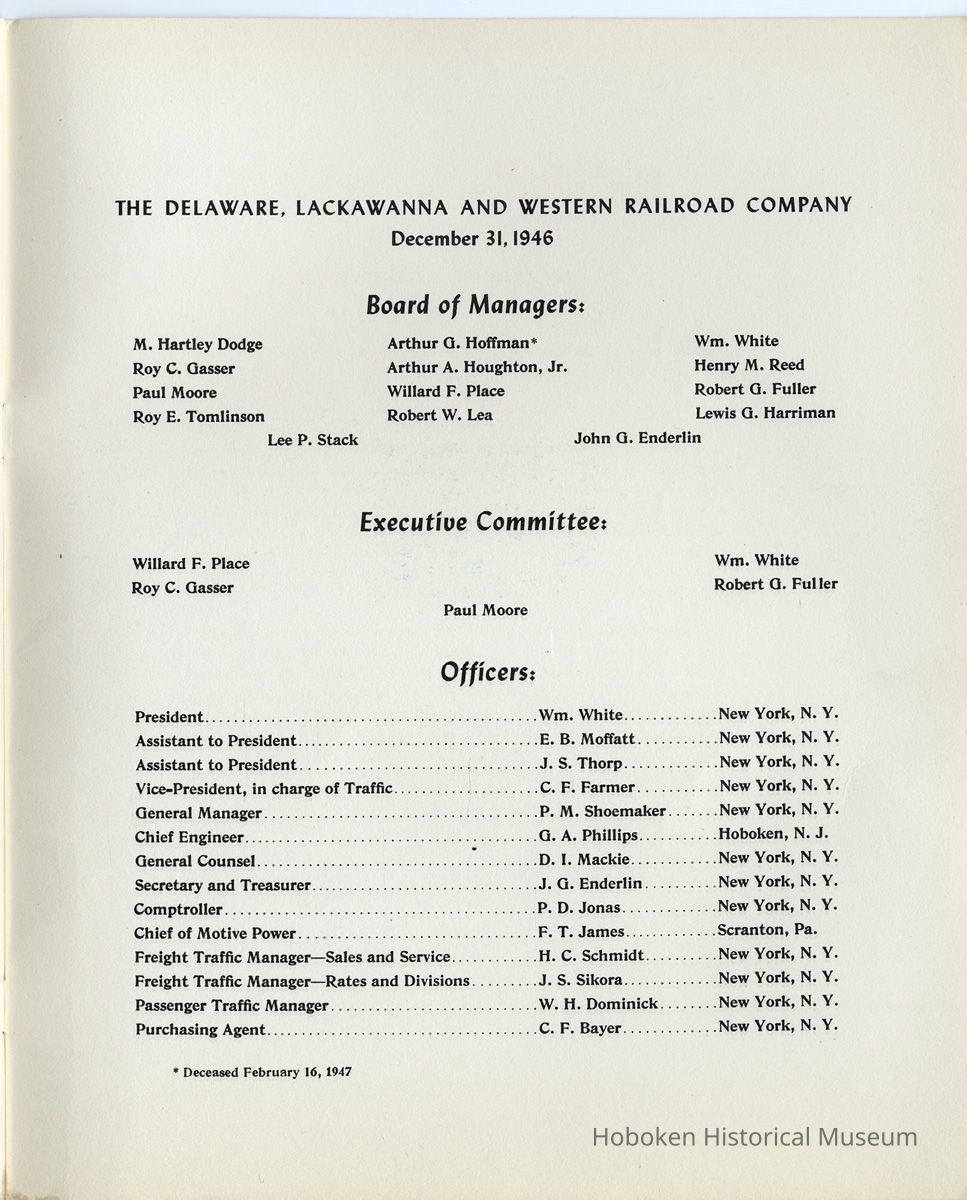 THE DELAWARE, LACKAWANNA AND WESTERN RAILROAD COMPANY
December 31, 1946
Board of Managers:
M. Hartley Dodge Arthur G. Hoffman* Wm. White
Roy C. Gasser Arthur A. Houghton, Jr. Henry M. Reed
Paul Moore Willard F. Place Robert G. Fuller
Roy E. Tomlinson Robert W. Lea Lewis G. Harriman
Lee P. Stack John G. Enderlin
Executive Committee:
Willard F. Place Wm. White
Roy C. Gasser Robert G. Fuller
Paul Moore
Officers:
President Wm. White New York, N. Y.
Assistant to President E. B. Moffatt New York, N. Y.
Assistant to President J. S. Thorp New York, N. Y.
Vice-President, in charge of Traffic C. F. Farmer New York, N. Y.
General Manager P. M. Shoemaker New York, N. Y.
Chief Engineer G. A. Phillips Hoboken, N. J.
General Counsel D. I. Mackie New York, N. Y.
Secretary and Treasurer J. G. Enderlin New York, N. Y.
Comptroller P. D. Jonas New York, N. Y.
Chief of Motive Power F. T. James Scranton, Pa.
Freight Traffic Manager—Sales and Service H. C. Schmidt New York, N. Y.
Freight Traffic Manager—Rates and Divisions J. S. Sikora New York, N. Y.
Passenger Traffic Manager W. H. Dominick New York, N. Y.
Purchasing Agent C. F. Bayer New York, N. Y.
* Deceased February 16, 1947
Hoboken Historical Museum